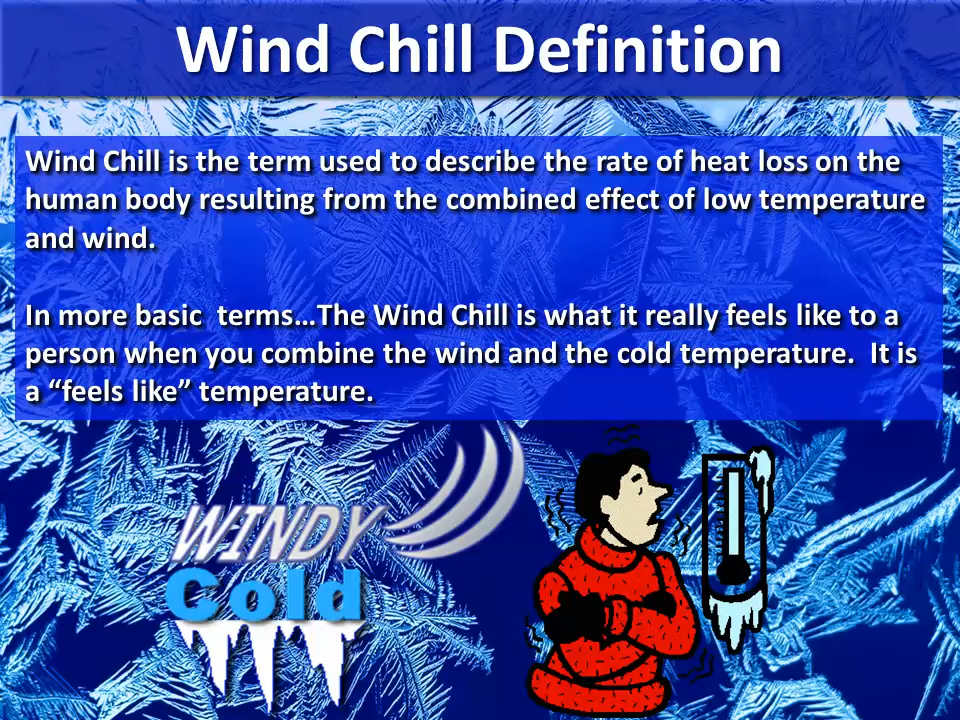 Wind Chill Definition
Wind Chill is the term used to describe the rate of heat loss on the
human body resulting from the combined effect of low temperature
and wind.
In more basic  terms…The Wind Chill is what it really feels like to a
person when you combine the wind and the cold temperature.  It is
a “feels like” temperature.
WINDY
Cold